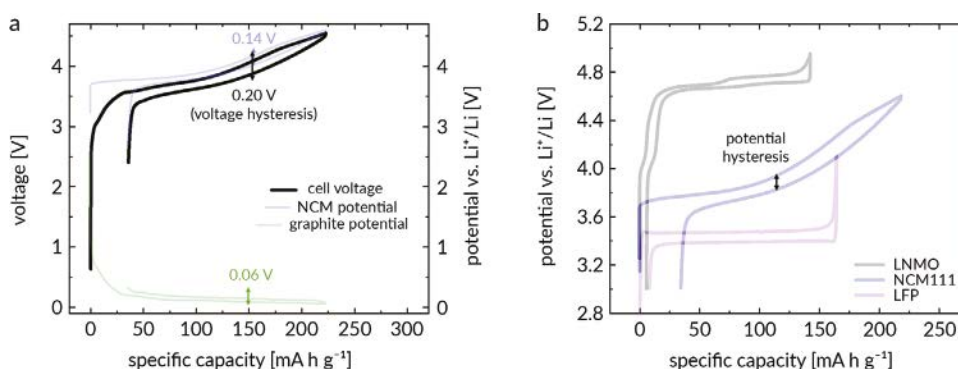 a
0.14 V
0.20 V
(voltage hysteresis)
cell voltage
NCM potential
graphite potential
0.06 V
voltage [V]
4
3
2
1
0
potential vs. Li⁺/Li [V]
4
3
2
1
0
0 50 100 150 200 250 300
specific capacity [mA h g⁻¹]
b
potential vs. Li⁺/Li [V]
5.2
4.8
4.4
4.0
3.6
3.2
2.8
potential
hysteresis
LNMO
NCM111
LFP
0 50 100 150 200 250
specific capacity [mA h g⁻¹]